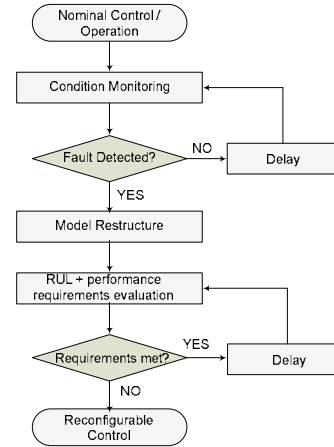 Nominal Control /
Operation
Condition Monitoring
Fault Detected?
NO
Delay
YES
Model Restructure
RUL + performance
requirements evaluation
Requirements met?
YES
Delay
NO
Reconfigurable
Control